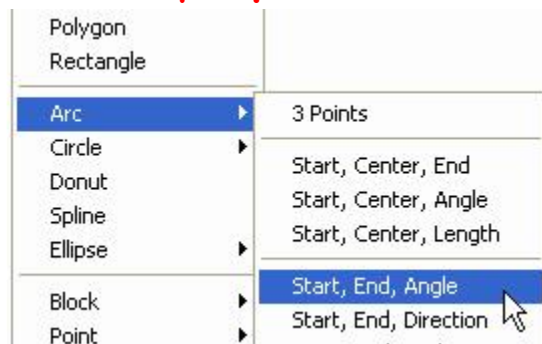 Polygon
Rectangle
Arc
Circle
Donut
Spline
Ellipse
Block
Point
3 Points
Start, Center, End
Start, Center, Angle
Start, Center, Length
Start, End, Angle
Start, End, Direction